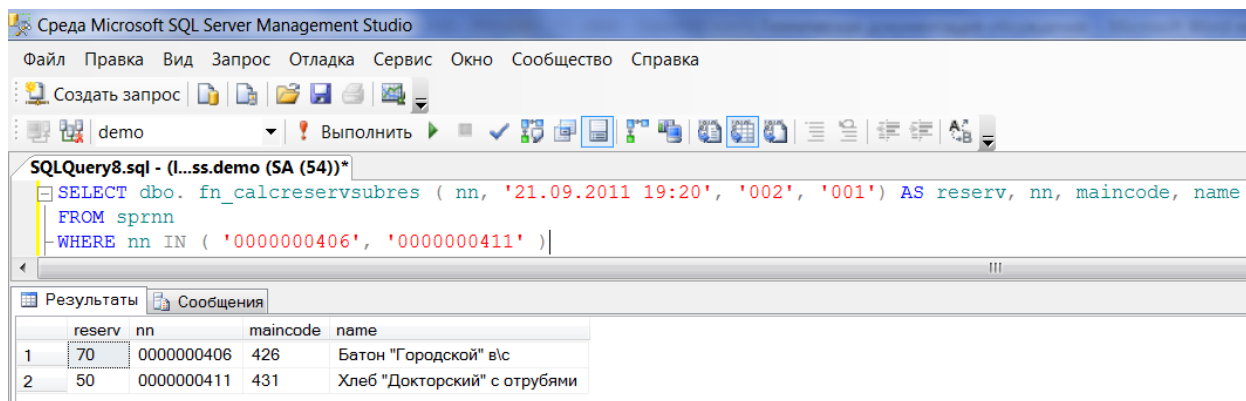 Среда Microsoft SQL Server Management Studio
Файл Правка Вид Запрос Отладка Сервис Окно Сообщество Справка
Создать запрос
demo Выполнить
SQLQuery8.sql - (l...ss.demo (SA (54))*
SELECT dbo. fn_calcreservsubres ( nn, '21.09.2011 19:20', '002', '001') AS reserv, nn, maincode, name
FROM sprnn
WHERE nn IN ( '0000000406', '0000000411' )
Результаты Сообщения
reserv nn maincode name
1 70 0000000406 426 Батон "Городской" в\с
2 50 0000000411 431 Хлеб "Докторский" с отрубями